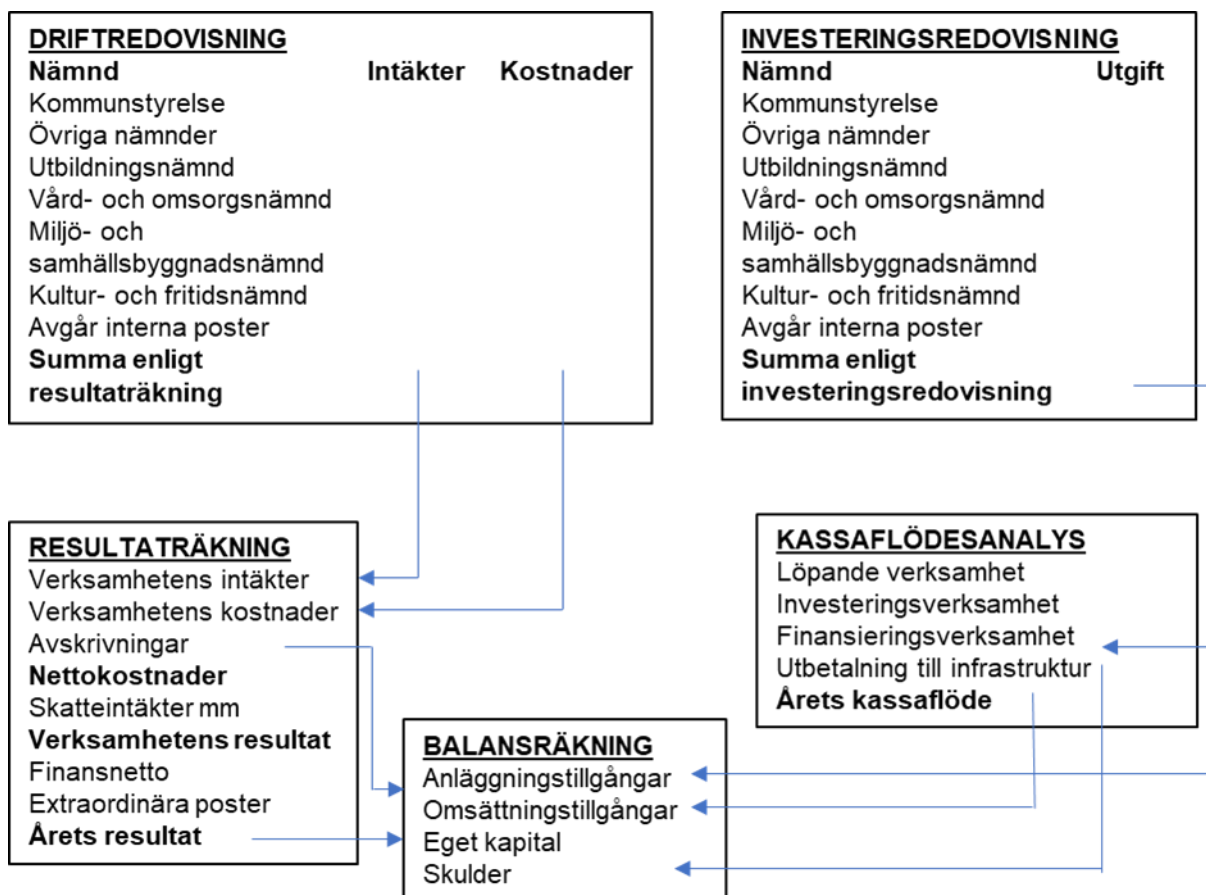 DRIFTREDOVISNING
Nämnd Intäkter Kostnader
Kommunstyrelse
Övriga nämnder
Utbildningsnämnd
Vård- och omsorgsnämnd
Miljö- och
samhällsbyggnadsnämnd
Kultur- och fritidsnämnd
Avgår interna poster
Summa enligt
resultaträkning
INVESTERINGSREDOVISNING
Nämnd Utgift
Kommunstyrelse
Övriga nämnder
Utbildningsnämnd
Vård- och omsorgsnämnd
Miljö- och
samhällsbyggnadsnämnd
Kultur- och fritidsnämnd
Avgår interna poster
Summa enligt
investeringsredovisning
RESULTATRÄKNING
Verksamhetens intäkter
Verksamhetens kostnader
Avskrivningar
Nettokostnader
Skatteintäkter mm
Verksamhetens resultat
Finansnetto
Extraordinära poster
Årets resultat
KASSAFLÖDESANALYS
Löpande verksamhet
Investeringsverksamhet
Finansieringsverksamhet
Utbetalning till infrastruktur
Årets kassaflöde
BALANSRÄKNING
Anläggningstillgångar
Omsättningstillgångar
Eget kapital
Skulder